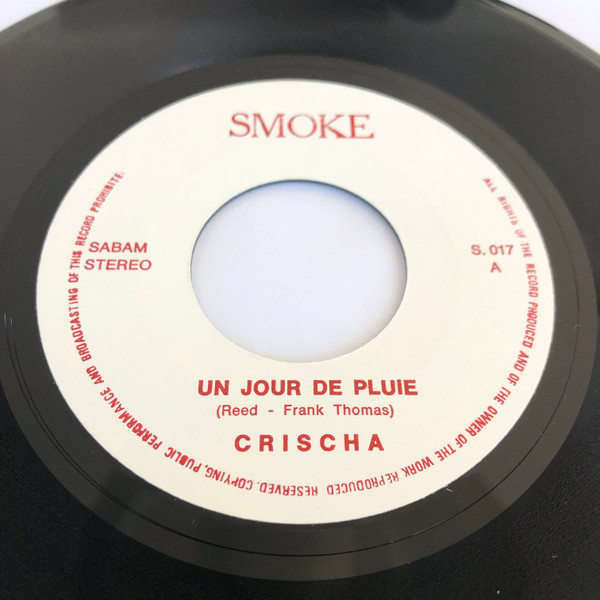 SMOKE
SABAM
STEREO
S. 017
A
UN JOUR DE PLUIE
(Reed - Frank Thomas)
CRISCHA
ALL RIGHTS OF THE RECORD PRODUCED AND OF THE OWNER OF THE WORK REPRODUCED RESERVED. COPYING, PUBLIC PERFORMANCE AND BROADCASTING OF THIS RECORD PROHIBITE: